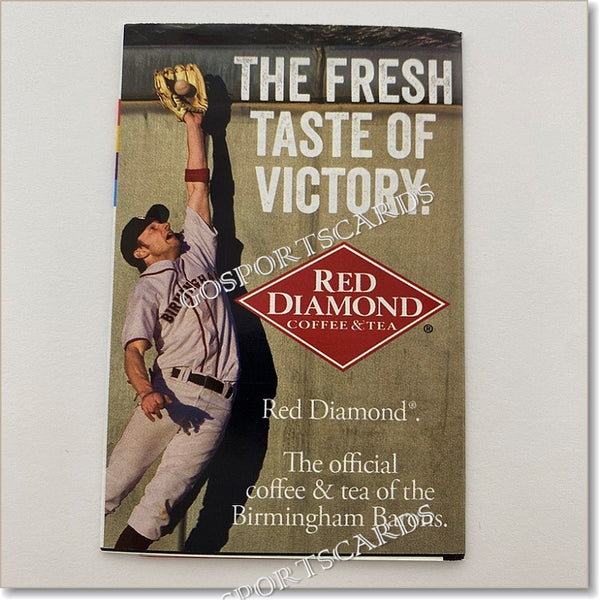 THE FRESH
TASTE OF
VICTORY.
GOSPORTSCARDS
BIRMINGHA
RED
DIAMOND
COFFEE & TEA
®
Red Diamond®.
The official
coffee & tea of the
Birmingham Barons.
GOSPORTSCARDS